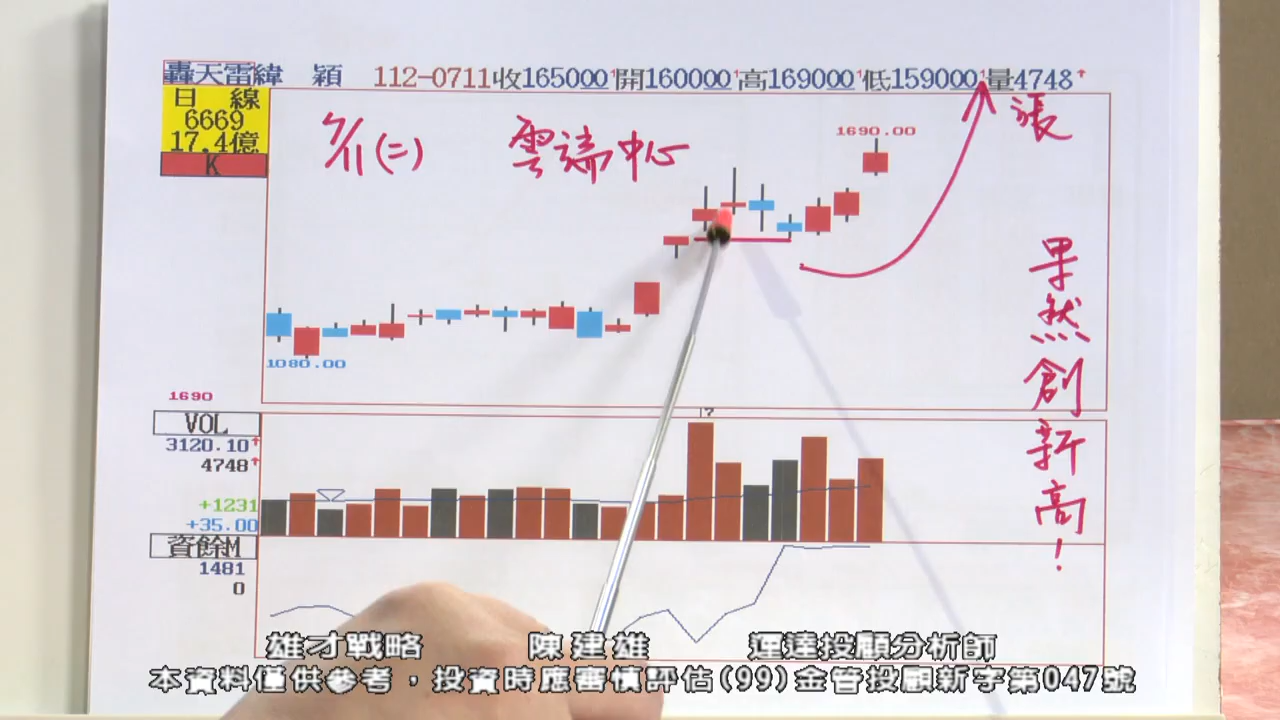 轟天雷緯 穎 112-0711收165000↑開160000↑高169000↑低159000↑量4748↑
日 線
6669
17.4億
K
7/11(二) 雲端中心
漲
1690.00
果然創新高!
1080.00
1690
VOL
3120.10↑
4748↑
+1231
+35.00
資餘M
1481
0
雄才戰略 陳建雄 運達投顧分析師
本資料僅供參考,投資時應審慎評估(99)金管投顧新字第047號